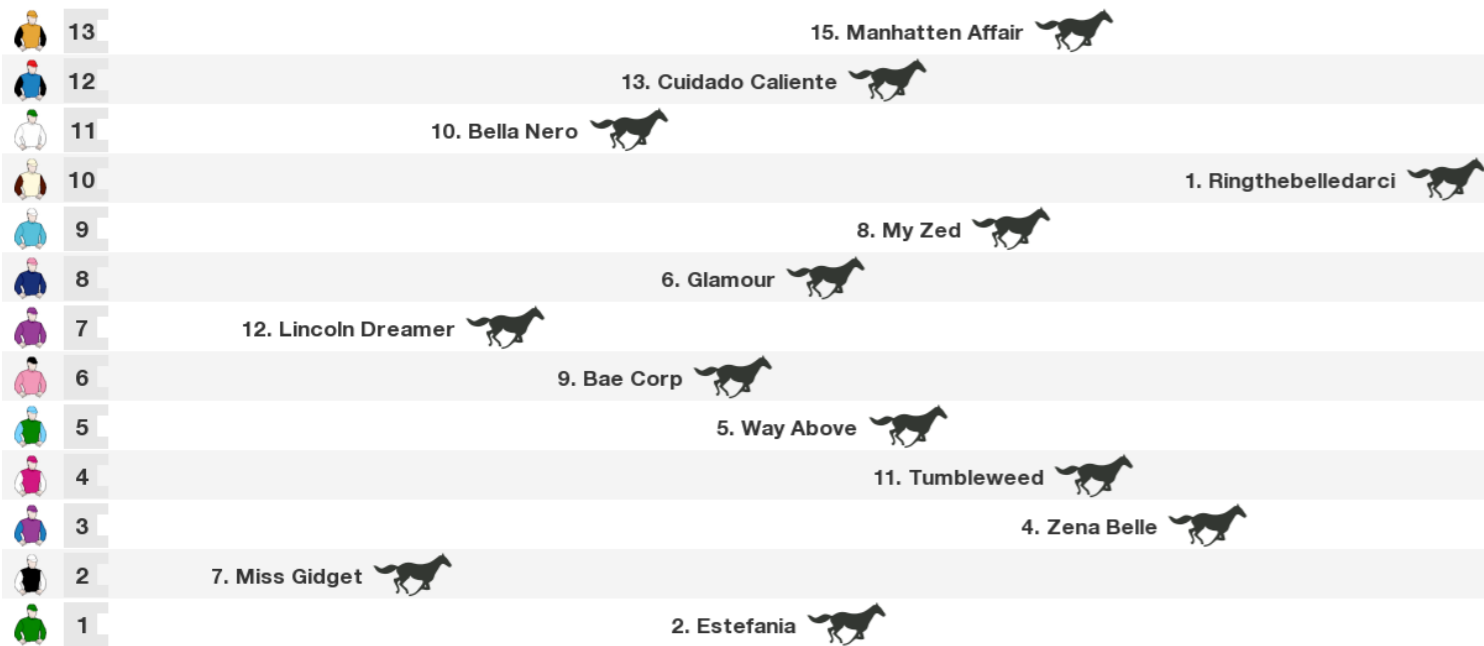 13 15. Manhatten Affair
12 13. Cuidado Caliente
11 10. Bella Nero
10 1. Ringthebelledarci
9 8. My Zed
8 6. Glamour
7 12. Lincoln Dreamer
6 9. Bae Corp
5 5. Way Above
4 11. Tumbleweed
3 4. Zena Belle
2 7. Miss Gidget
1 2. Estefania